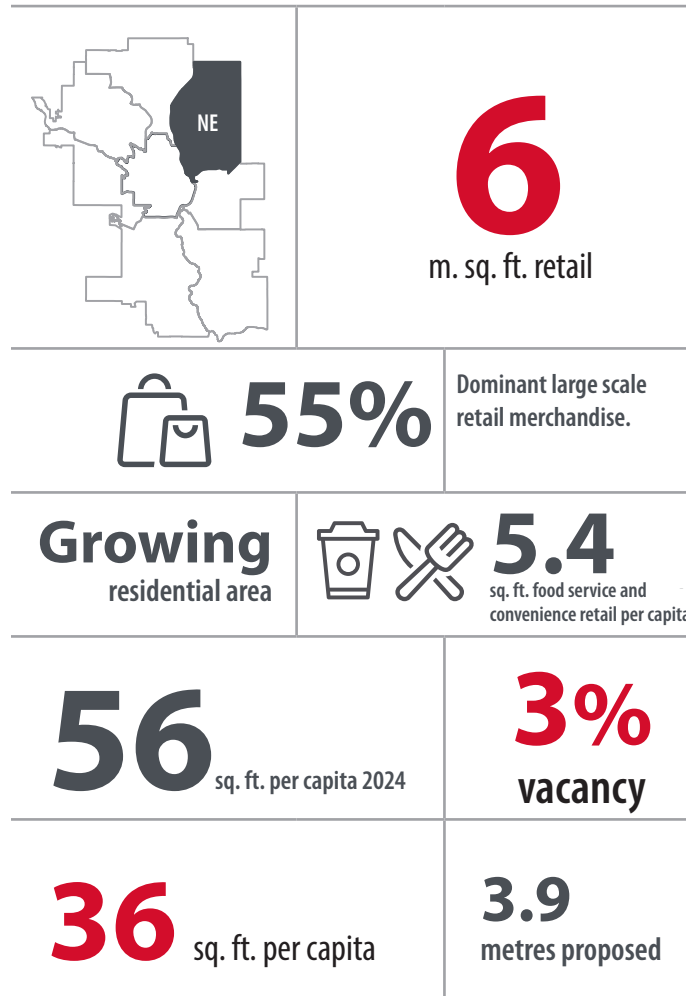 NE
6
m. sq. ft. retail
55%
Dominant large scale
retail merchandise.
Growing
residential area
5.4
sq. ft. food service and
convenience retail per capita
56
sq. ft. per capita 2024
3%
vacancy
36
sq. ft. per capita
3.9
metres proposed